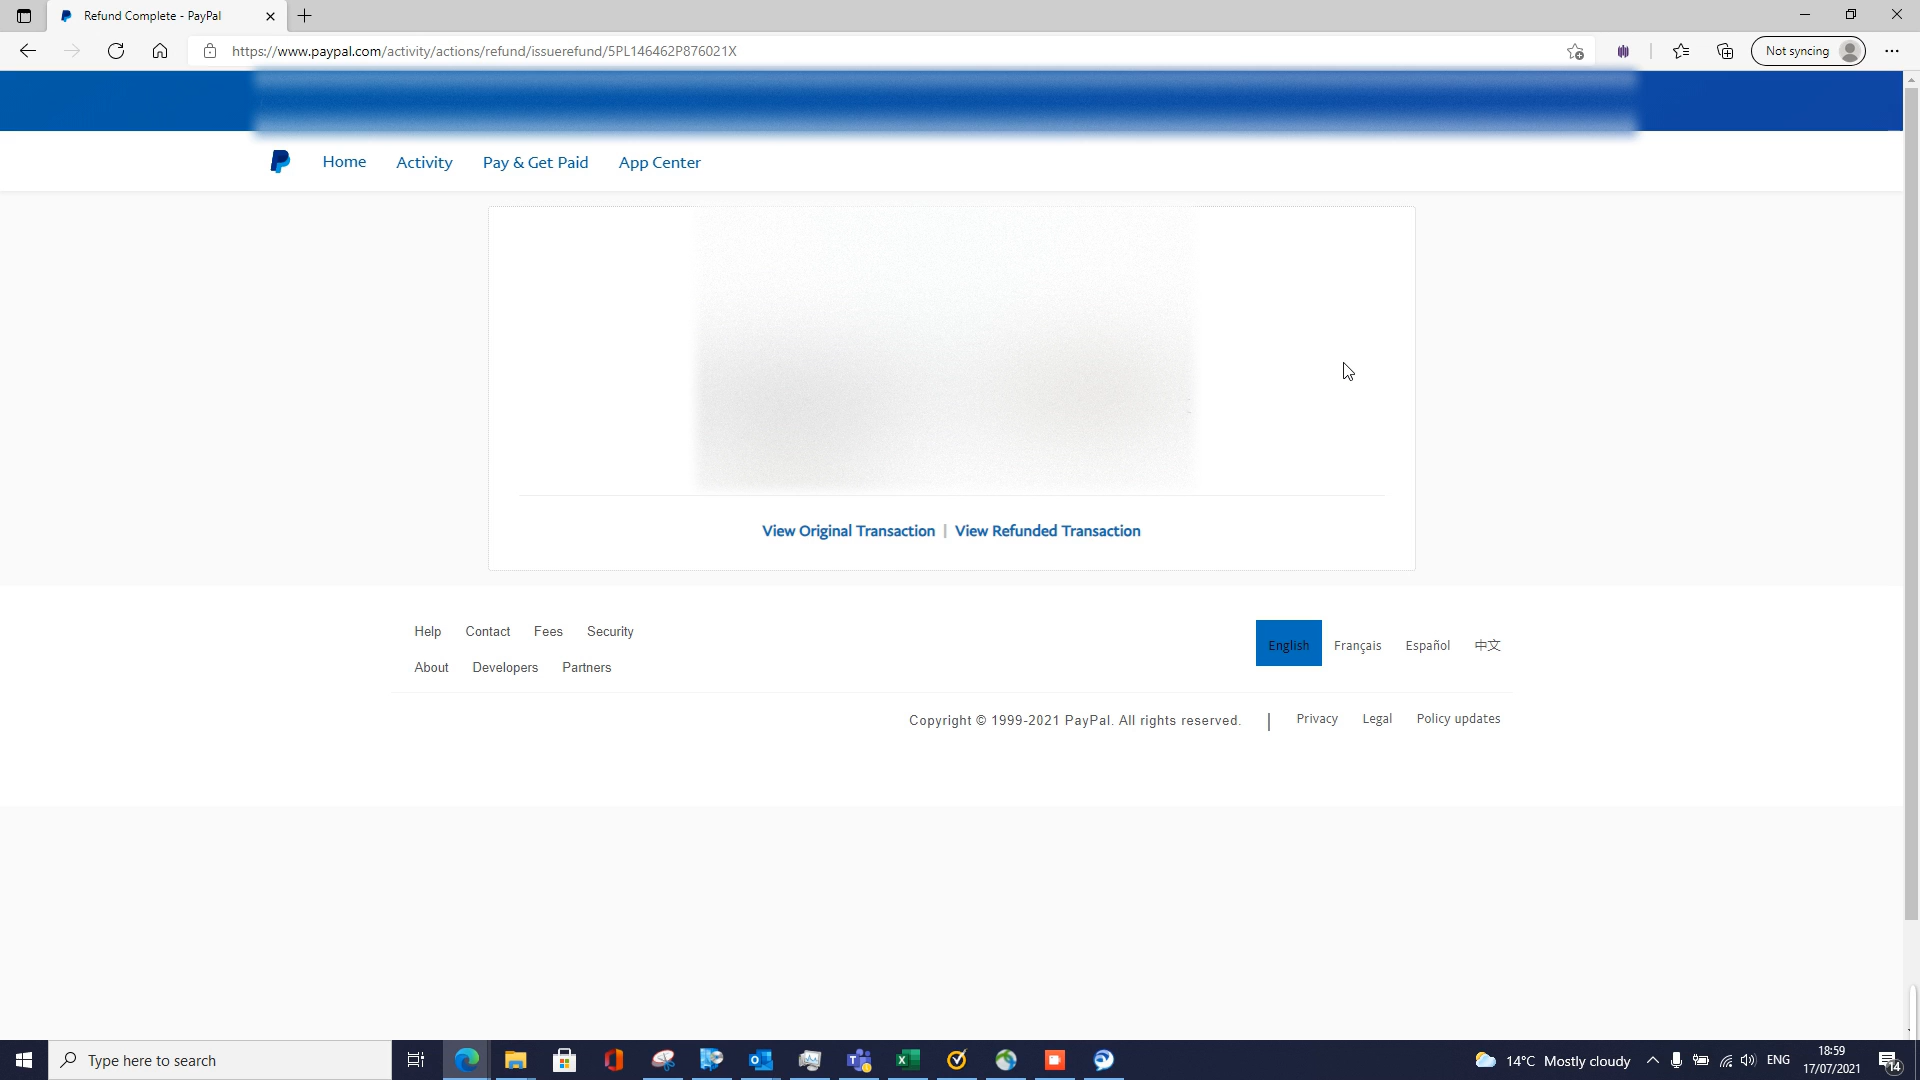 Refund Complete - PayPal
https://www.paypal.com/activity/actions/refund/issuerefund/5PL146462P876021X
Not syncing
Home Activity Pay & Get Paid App Center
View Original Transaction | View Refunded Transaction
Help Contact Fees Security
English Français Español 中文
About Developers Partners
Copyright © 1999-2021 PayPal. All rights reserved. | Privacy Legal Policy updates
Type here to search
14°C Mostly cloudy
ENG
18:59
17/07/2021
14